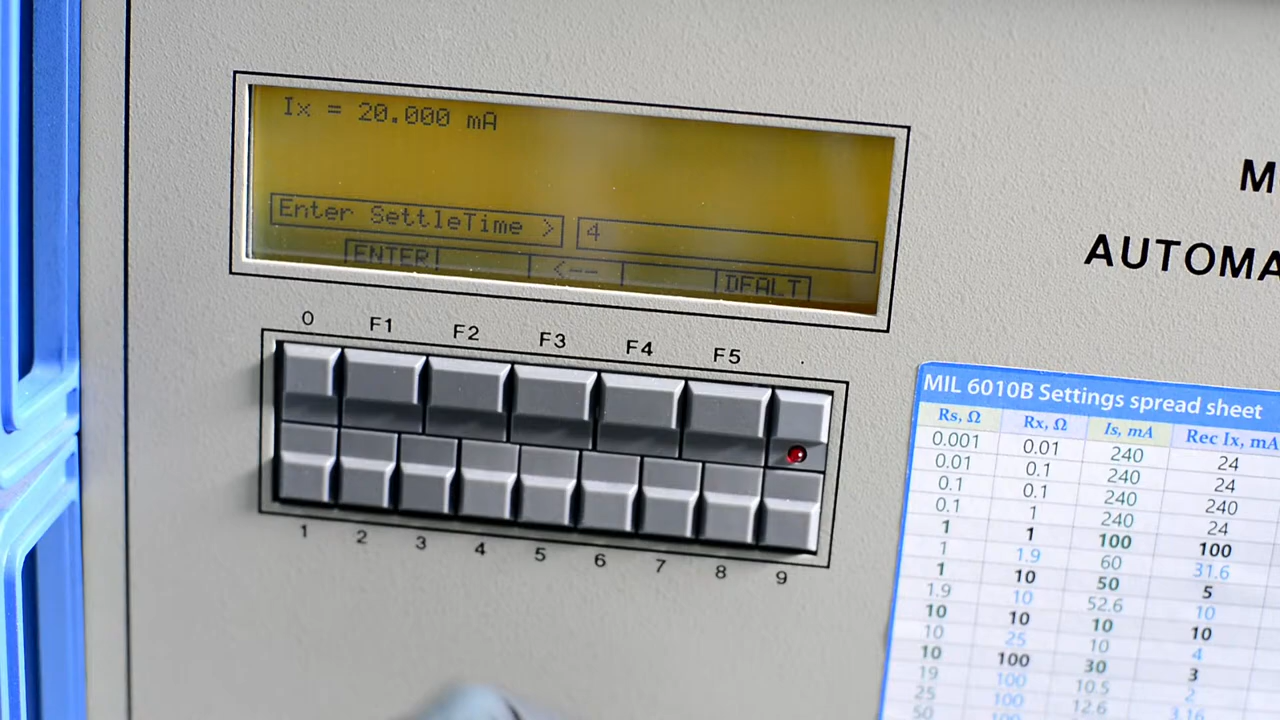 Ix = 20.000 mA
Enter SettleTime > 4
ENTER <-- DFALT
0 F1 F2 F3 F4 F5 .
1 2 3 4 5 6 7 8 9
AUTOMA
MIL 6010B Settings spread sheet
Rs, Ω Rx, Ω Is, mA Rec Ix, mA
0.001 0.01 240 24
0.01 0.1 240 24
0.1 0.1 240 240
0.1 1 240 24
1 1 100 100
1 1.9 60 31.6
1 10 50 5
1.9 10 52.6 10
10 10 10 10
10 25 10 4
10 100 30 3
19 100 10.5 2
25 100 12.6 3.16
50